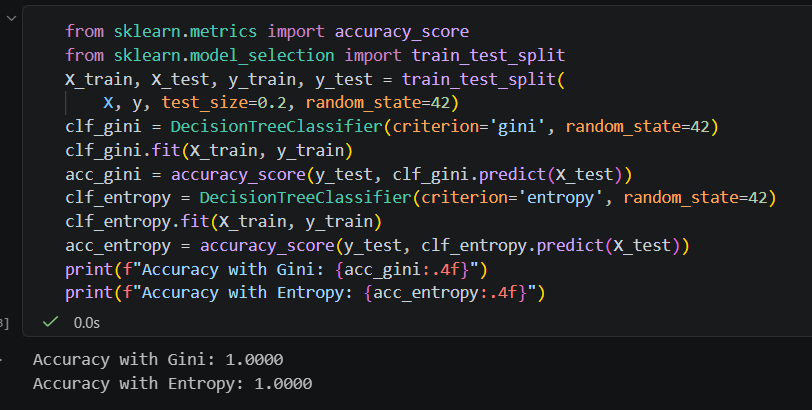 from sklearn.metrics import accuracy_score
from sklearn.model_selection import train_test_split
X_train, X_test, y_train, y_test = train_test_split(
    X, y, test_size=0.2, random_state=42)
clf_gini = DecisionTreeClassifier(criterion='gini', random_state=42)
clf_gini.fit(X_train, y_train)
acc_gini = accuracy_score(y_test, clf_gini.predict(X_test))
clf_entropy = DecisionTreeClassifier(criterion='entropy', random_state=42)
clf_entropy.fit(X_train, y_train)
acc_entropy = accuracy_score(y_test, clf_entropy.predict(X_test))
print(f"Accuracy with Gini: {acc_gini:.4f}")
print(f"Accuracy with Entropy: {acc_entropy:.4f}")
] 0.0s
Accuracy with Gini: 1.0000
Accuracy with Entropy: 1.0000